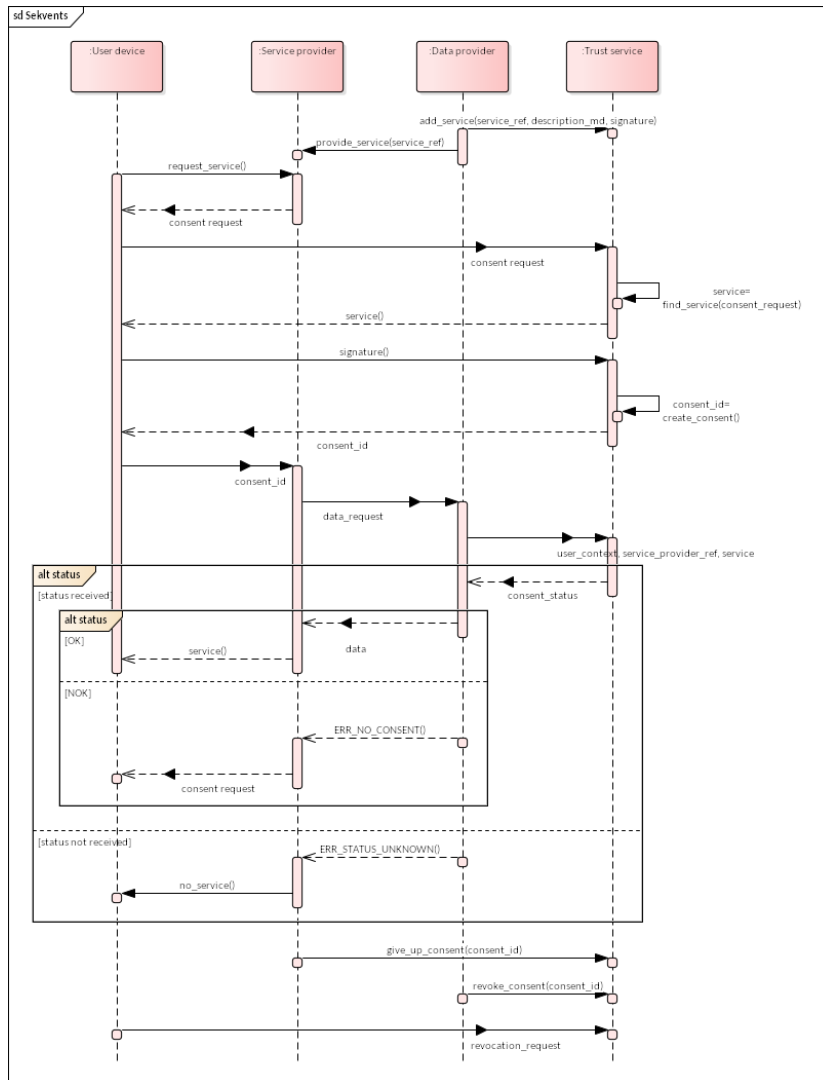 sd Sekvents
:User device
:Service provider
:Data provider
:Trust service
add_service(service_ref, description_md, signature)
provide_service(service_ref)
request_service()
consent request
consent request
service=
find_service(consent_request)
service()
signature()
consent_id=
create_consent()
consent_id
consent_id
data_request
user_context, service_provider_ref, service
alt status
[status received]
consent_status
alt status
[OK]
data
service()
[NOK]
ERR_NO_CONSENT()
consent request
[status not received]
ERR_STATUS_UNKNOWN()
no_service()
give_up_consent(consent_id)
revoke_consent(consent_id)
revocation_request